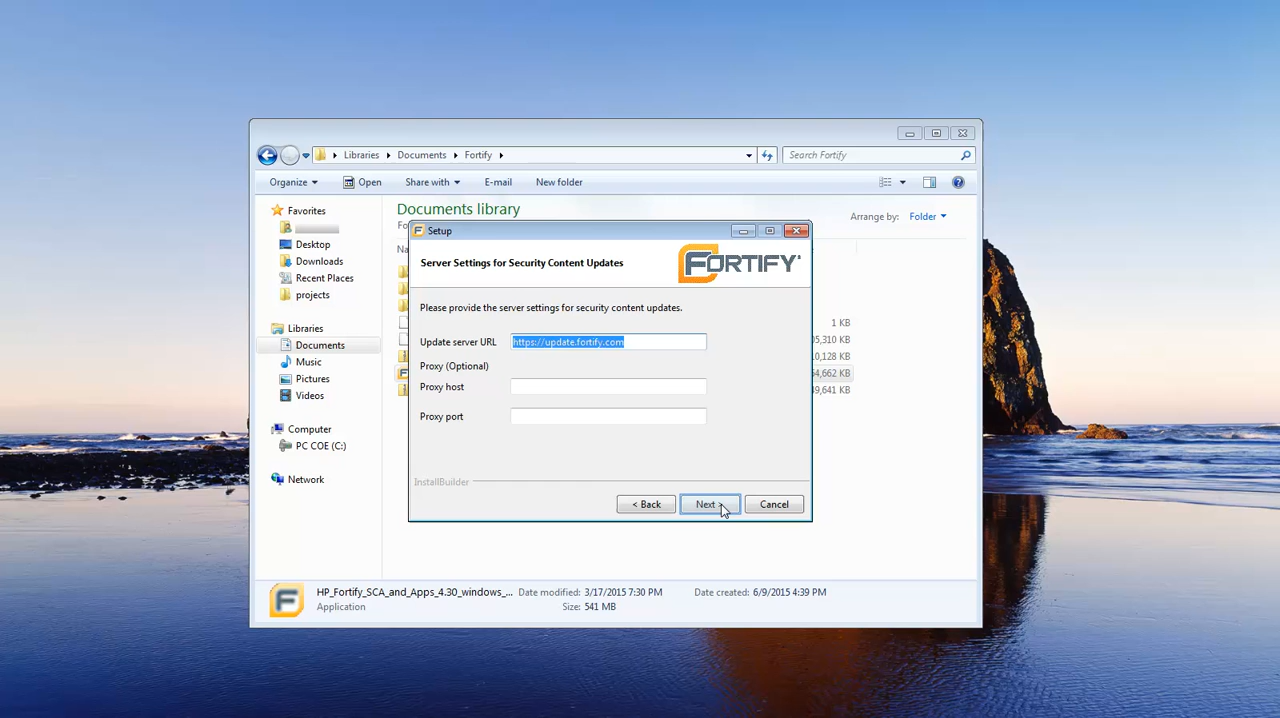 Libraries Documents Fortify
Search Fortify
Organize Open Share with E-mail New folder
Favorites
Desktop
Downloads
Recent Places
projects
Libraries
Documents
Music
Pictures
Videos
Computer
PC COE (C:)
Network
Documents library
Arrange by: Folder
1 KB
Setup
Server Settings for Security Content Updates
FORTIFY
Please provide the server settings for security content updates.
Update server URL https://update.fortify.com
Proxy (Optional)
Proxy host
Proxy port
InstallBuilder
< Back Next > Cancel
HP_Fortify_SCA_and_Apps_4.30_windows_... Date modified: 3/17/2015 7:30 PM Date created: 6/9/2015 4:39 PM
Application Size: 541 MB